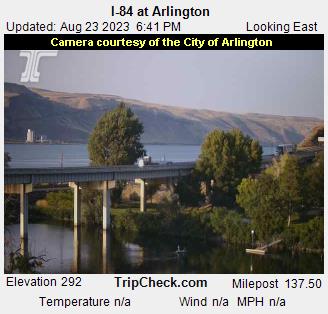 I-84 at Arlington
Updated: Aug 23 2023 6:41 PM Looking East
Camera courtesy of the City of Arlington
Elevation 292 TripCheck.com Milepost 137.50
Temperature n/a Wind n/a MPH n/a